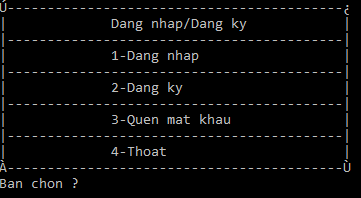 Ú------------------------------------------¿
Dang nhap/Dang ky
|------------------------------------------|
1-Dang nhap
|------------------------------------------|
2-Dang ky
|------------------------------------------|
3-Quen mat khau
|------------------------------------------|
4-Thoat
À------------------------------------------Ù
Ban chon ?